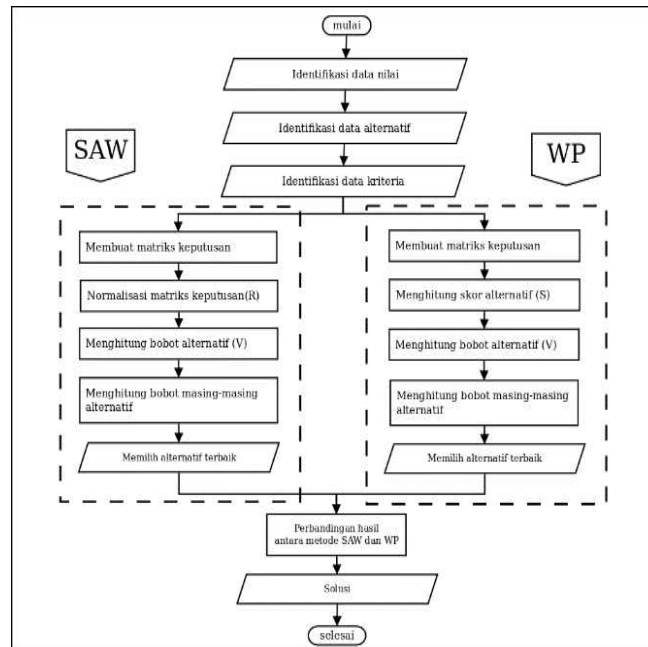 mulai
Identifikasi data nilai
Identifikasi data alternatif
Identifikasi data kriteria
SAW
Membuat matriks keputusan
Normalisasi matriks keputusan(R)
Menghitung bobot alternatif (V)
Menghitung bobot masing-masing
alternatif
Memilih alternatif terbaik
WP
Membuat matriks keputusan
Menghitung skor alternatif (S)
Menghitung bobot alternatif (V)
Menghitung bobot masing-masing
alternatif
Memilih alternatif terbaik
Perbandingan hasil
antara metode SAW dan WP
Solusi
selesai